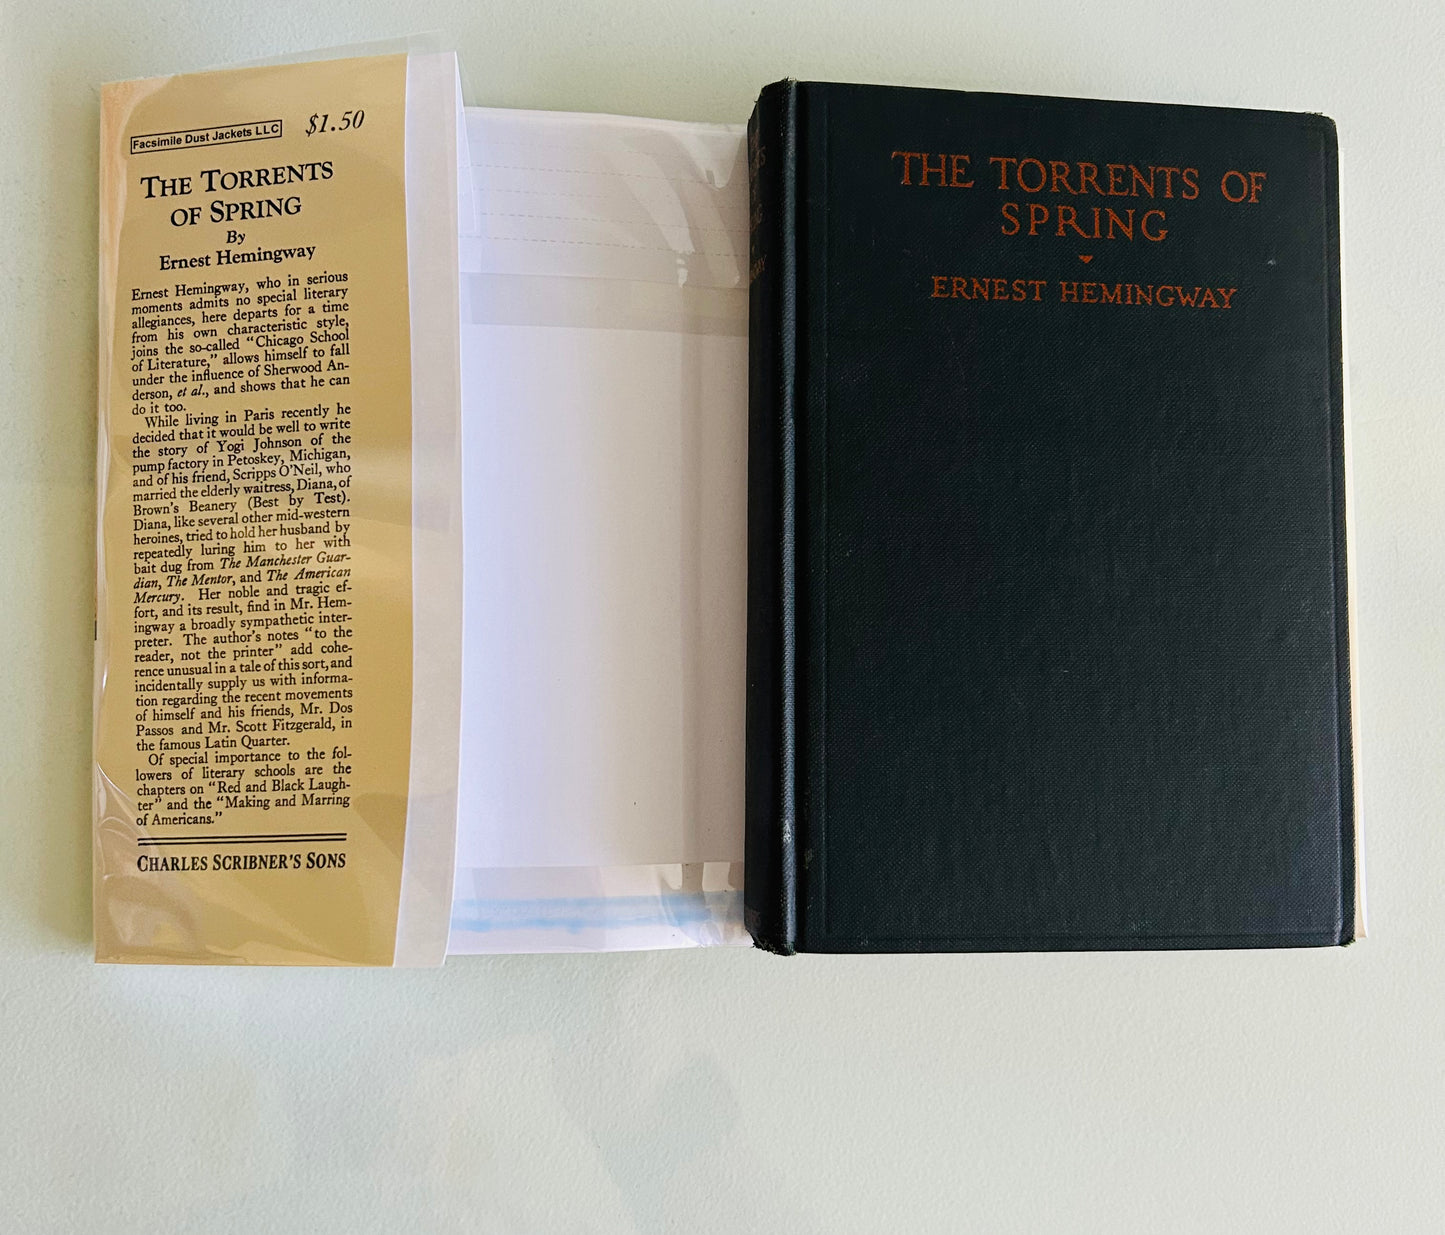 Facsimile Dust Jackets LLC
$1.50
THE TORRENTS
OF SPRING
By
Ernest Hemingway
Ernest Hemingway, who in serious
moments admits no special literary
allegiances, here departs for a time
from his own characteristic style,
joins the so-called "Chicago School
of Literature," allows himself to fall
under the influence of Sherwood An-
derson, et al., and shows that he can
do it too.
While living in Paris recently he
decided that it would be well to write
the story of Yogi Johnson of the
pump factory in Petoskey, Michigan,
and of his friend, Scripps O'Neil, who
married the elderly waitress, Diana, of
Brown's Beanery (Best by Test).
Diana, like several other mid-western
heroines, tried to hold her husband by
repeatedly luring him to her with
bait dug from The Manchester Guar-
dian, The Mentor, and The American
Mercury. Her noble and tragic ef-
fort, and its result, find in Mr. Hem-
ingway a broadly sympathetic inter-
preter. The author's notes "to the
reader, not the printer" add cohe-
rence unusual in a tale of this sort, and
incidentally supply us with informa-
tion regarding the recent movements
of himself and his friends, Mr. Dos
Passos and Mr. Scott Fitzgerald, in
the famous Latin Quarter.
Of special importance to the fol-
lowers of literary schools are the
chapters on "Red and Black Laugh-
ter" and the "Making and Marring
of Americans."
CHARLES SCRIBNER'S SONS
THE TORRENTS OF
SPRING
ERNEST HEMINGWAY